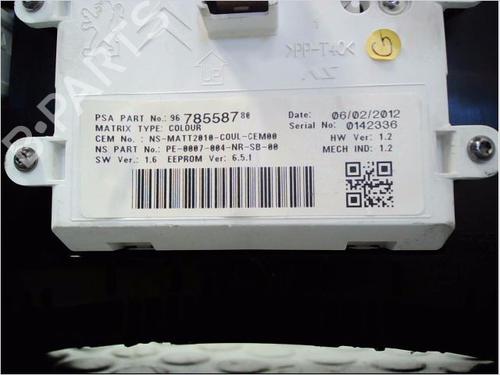 UP
>PP-T40<
G
PSA PART No.: 96 785587 80
Date: 06/02/2012
MATRIX TYPE: COLOUR
Serial No: 0142336
CEM No.: NS-MATT2010-COUL-CEM00
HW Ver.: 1.2
NS PART No.: PE-0007-004-NR-SB-00
MECH IND: 1.2
SW Ver.: 1.6 EEPROM Ver: 6.5.1